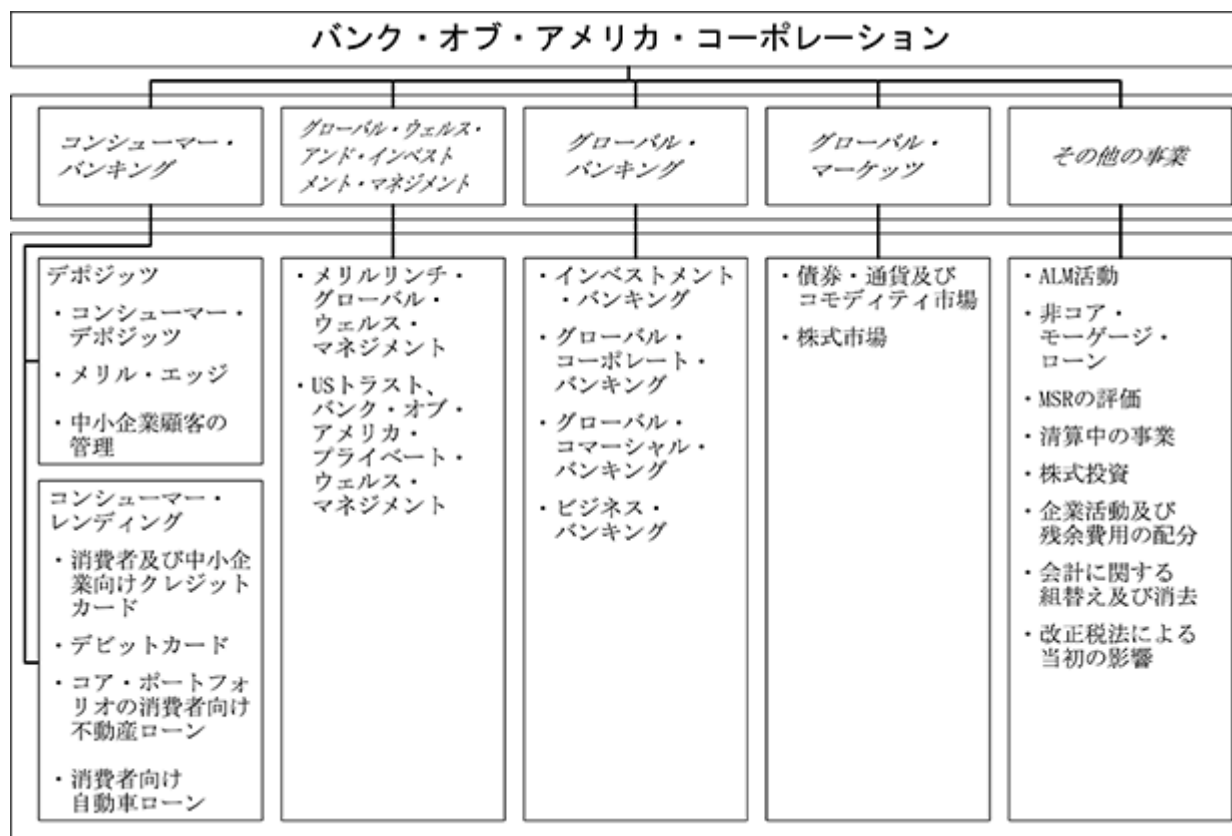 バンク・オブ・アメリカ・コーポレーション
コンシューマー・
バンキング
グローバル・ウェルス・
アンド・インベスト
メント・マネジメント
グローバル・
バンキング
グローバル・
マーケッツ
その他の事業
デポジッツ
・コンシューマー・
デポジッツ
・メリル・エッジ
・中小企業顧客の
管理
コンシューマー・
レンディング
・消費者及び中小企
業向けクレジット
カード
・デビットカード
・コア・ポートフォ
リオの消費者向け
不動産ローン
・消費者向け
自動車ローン
・メリルリンチ・
グローバル・
ウェルス・
マネジメント
・USトラスト、
バンク・オブ・
アメリカ・
プライベート・
ウェルス・
マネジメント
・インベストメント
・バンキング
・グローバル・
コーポレート・
バンキング
・グローバル・
コマーシャル・
バンキング
・ビジネス・
バンキング
・債券・通貨及び
コモディティ市場
・株式市場
・ALM活動
・非コア・
モーゲージ・
ローン
・MSRの評価
・清算中の事業
・株式投資
・企業活動及び
残余費用の配分
・会計に関する
組替え及び消去
・改正税法による
当初の影響